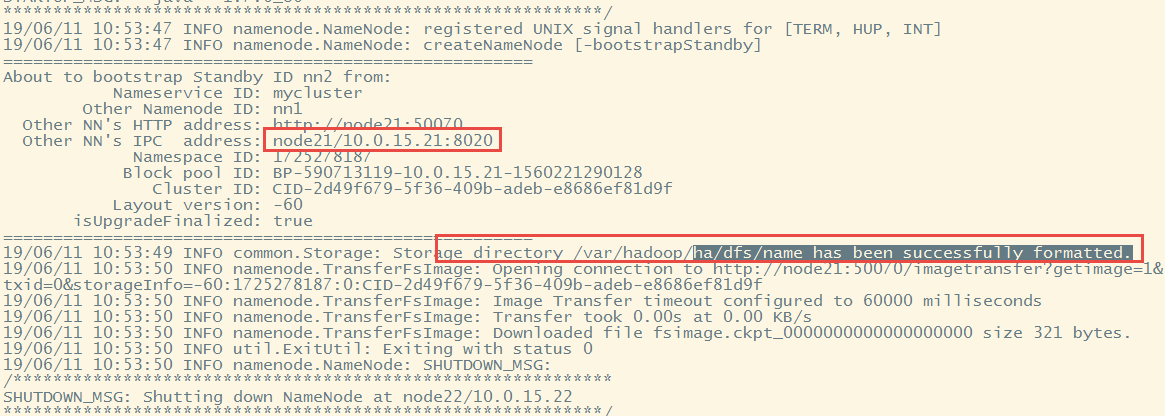 ************************************************************/
19/06/11 10:53:47 INFO namenode.NameNode: registered UNIX signal handlers for [TERM, HUP, INT]
19/06/11 10:53:47 INFO namenode.NameNode: createNameNode [-bootstrapStandby]
=====================================================
About to bootstrap Standby ID nn2 from:
Nameservice ID: mycluster
Other Namenode ID: nn1
Other NN's HTTP address: http://node21:50070
Other NN's IPC  address: node21/10.0.15.21:8020
Namespace ID: 1725278187
Block pool ID: BP-590713119-10.0.15.21-1560221290128
Cluster ID: CID-2d49f679-5f36-409b-adeb-e8686ef81d9f
Layout version: -60
isUpgradeFinalized: true
=====================================================
19/06/11 10:53:49 INFO common.Storage: Storage directory /var/hadoop/ha/dfs/name has been successfully formatted.
19/06/11 10:53:50 INFO namenode.TransferFsImage: Opening connection to http://node21:50070/imagetransfer?getimage=1&
txid=0&storageInfo=-60:1725278187:0:CID-2d49f679-5f36-409b-adeb-e8686ef81d9f
19/06/11 10:53:50 INFO namenode.TransferFsImage: Image Transfer timeout configured to 60000 milliseconds
19/06/11 10:53:50 INFO namenode.TransferFsImage: Transfer took 0.00s at 0.00 KB/s
19/06/11 10:53:50 INFO namenode.TransferFsImage: Downloaded file fsimage.ckpt_0000000000000000000 size 321 bytes.
19/06/11 10:53:50 INFO util.ExitUtil: Exiting with status 0
19/06/11 10:53:50 INFO namenode.NameNode: SHUTDOWN_MSG:
/************************************************************
SHUTDOWN_MSG: Shutting down NameNode at node22/10.0.15.22
************************************************************/